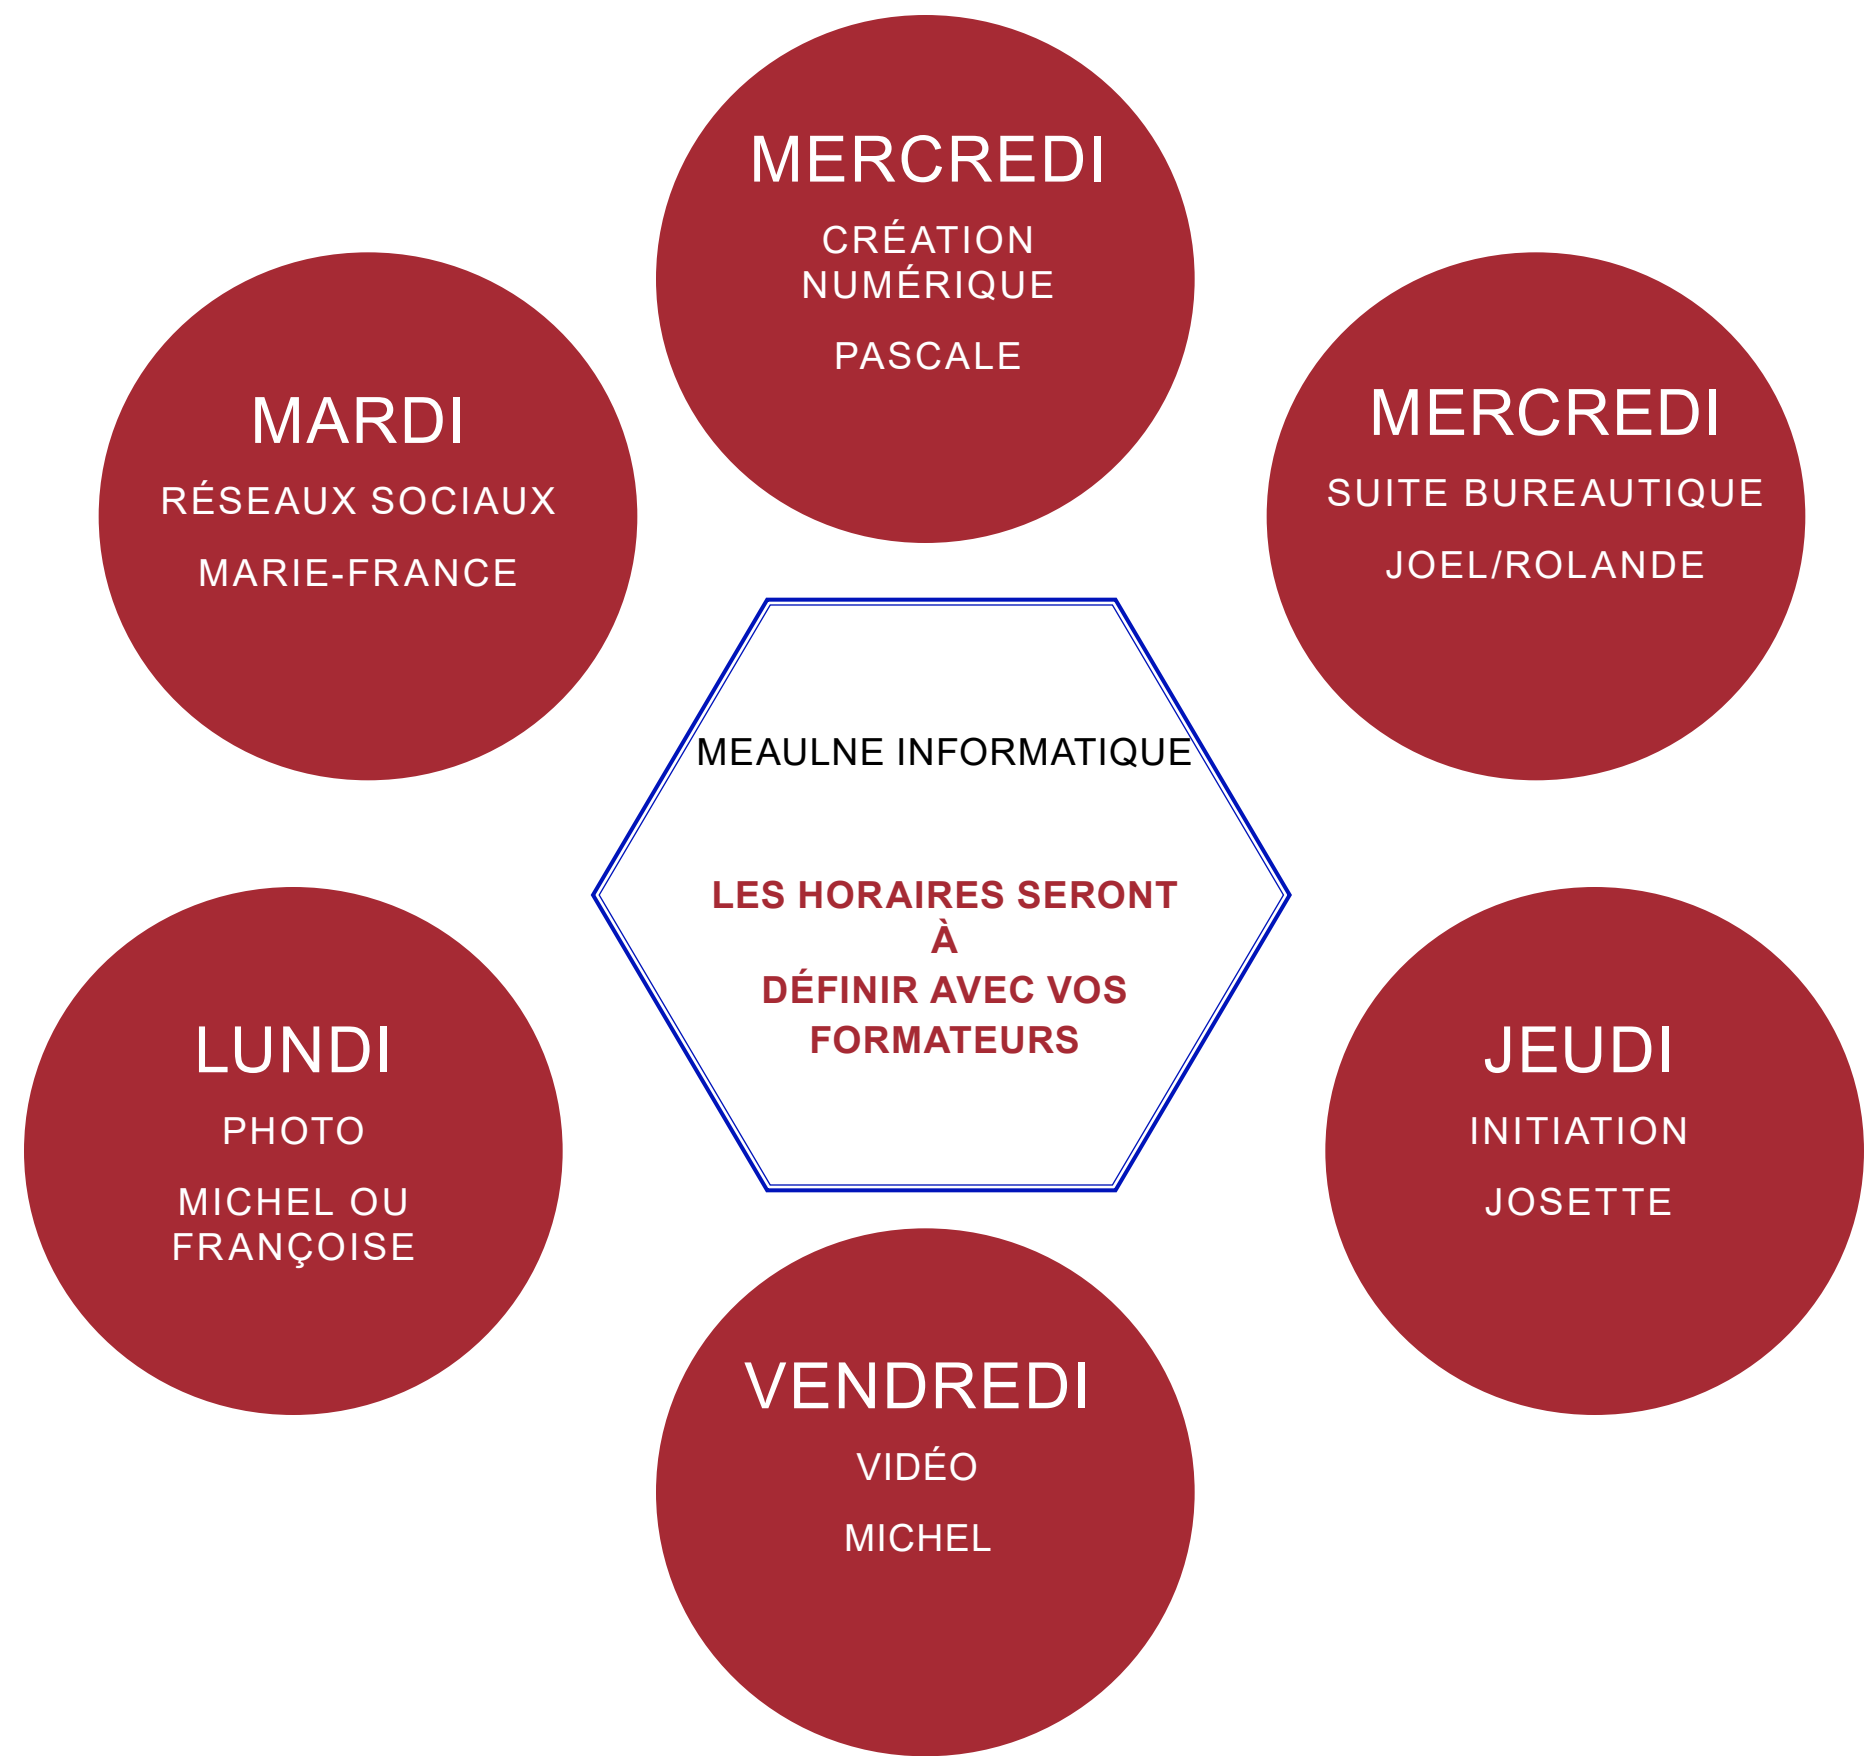 MERCREDI
CRÉATION
NUMÉRIQUE
PASCALE
MARDI
RÉSEAUX SOCIAUX
MARIE-FRANCE
MERCREDI
SUITE BUREAUTIQUE
JOEL/ROLANDE
MEAULNE INFORMATIQUE
LES HORAIRES SERONT
À
DÉFINIR AVEC VOS
FORMATEURS
LUNDI
PHOTO
MICHEL OU
FRANÇOISE
JEUDI
INITIATION
JOSETTE
VENDREDI
VIDÉO
MICHEL